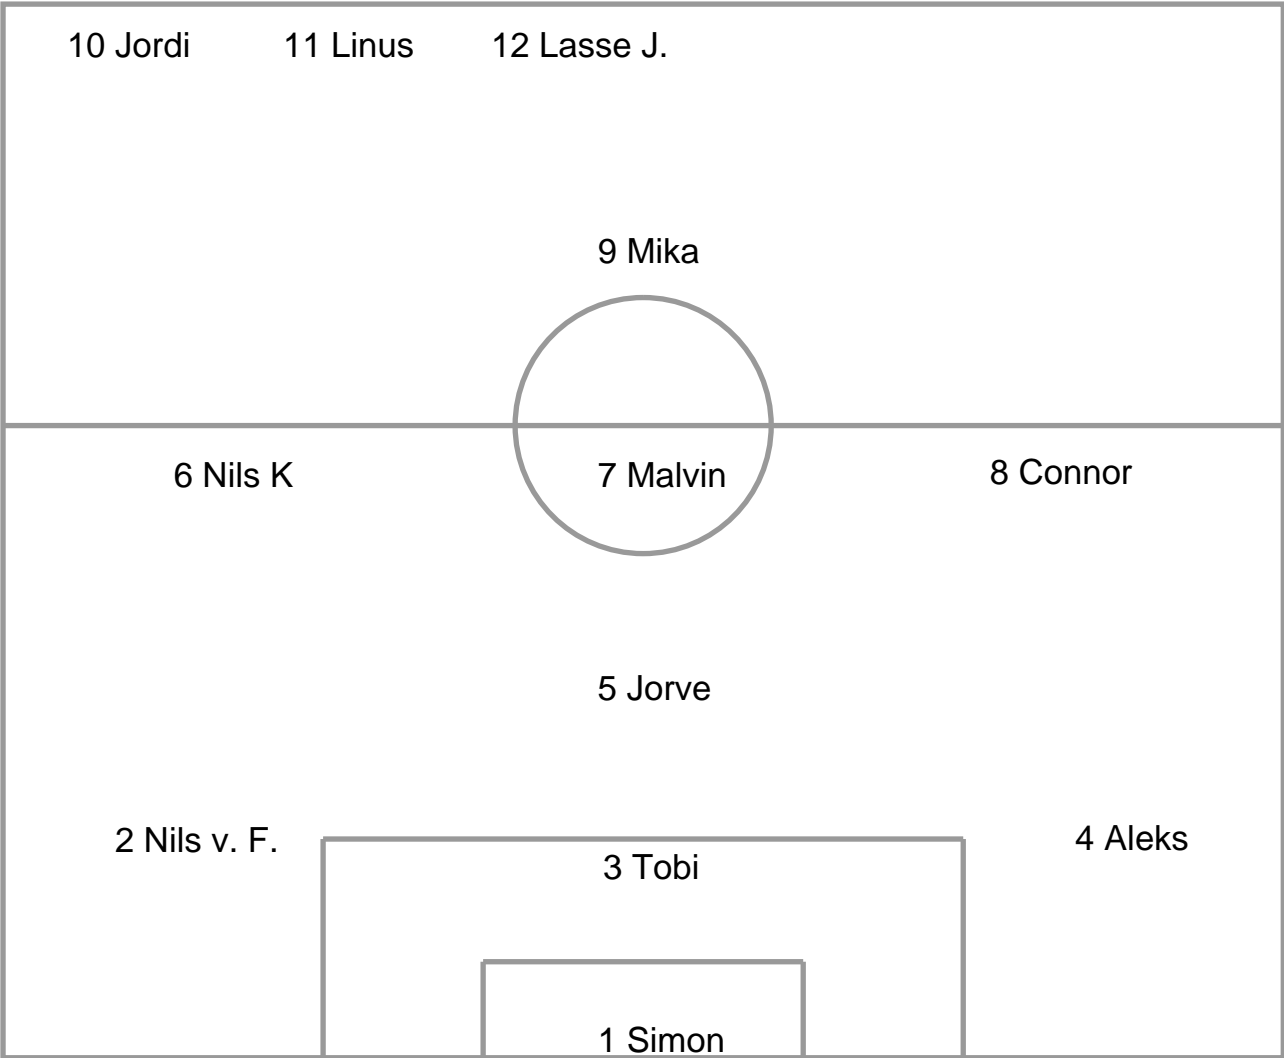 10 Jordi 11 Linus 12 Lasse J.
9 Mika
6 Nils K 7 Malvin 8 Connor
5 Jorve
2 Nils v. F. 4 Aleks
3 Tobi
1 Simon